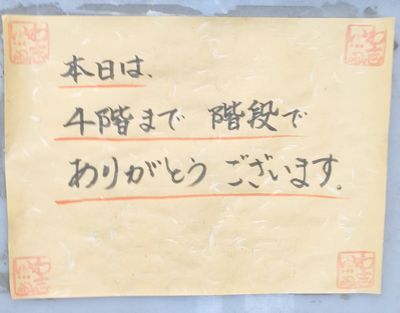 本日は、
4階まで 階段で
ありがとう ございます。